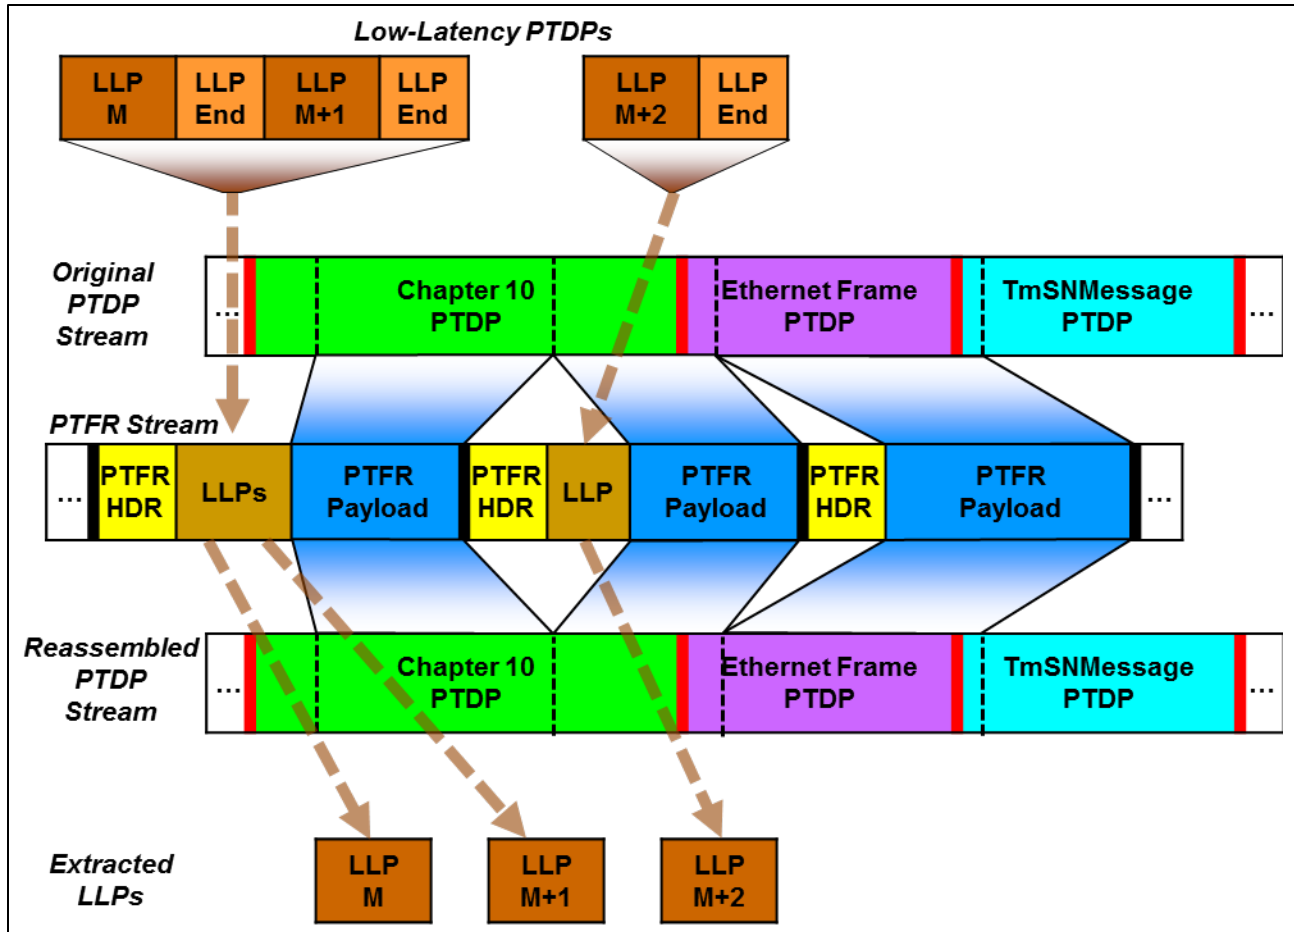 Low-Latency PTDPs
LLP
M
LLP
End
LLP
M+1
LLP
End
LLP
M+2
LLP
End
Original
PTDP
Stream
...
Chapter 10
PTDP
Ethernet Frame
PTDP
TmSNMessage
PTDP
...
PTFR Stream
...
PTFR
HDR
LLPs
PTFR
Payload
PTFR
HDR
LLP
PTFR
Payload
PTFR
HDR
PTFR
Payload
...
Reassembled
PTDP
Stream
...
Chapter 10
PTDP
Ethernet Frame
PTDP
TmSNMessage
PTDP
...
Extracted
LLPs
LLP
M
LLP
M+1
LLP
M+2